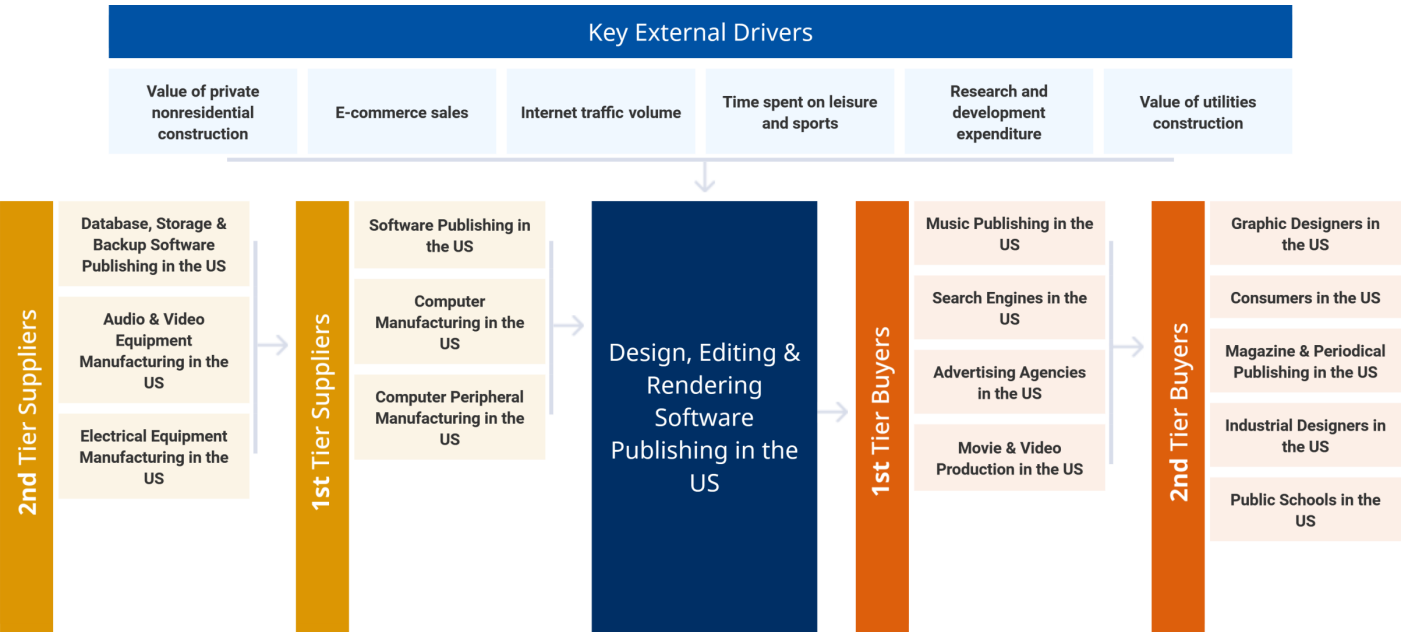 Key External Drivers
Value of private
nonresidential
construction
E-commerce sales
Internet traffic volume
Time spent on leisure
and sports
Research and
development
expenditure
Value of utilities
construction
2nd Tier Suppliers
Database, Storage &
Backup Software
Publishing in the US
Audio & Video
Equipment
Manufacturing in the
US
Electrical Equipment
Manufacturing in the
US
1st Tier Suppliers
Software Publishing in
the US
Computer
Manufacturing in the
US
Computer Peripheral
Manufacturing in the
US
Design, Editing &
Rendering
Software
Publishing in the
US
1st Tier Buyers
Music Publishing in the
US
Search Engines in the
US
Advertising Agencies
in the US
Movie & Video
Production in the US
2nd Tier Buyers
Graphic Designers in
the US
Consumers in the US
Magazine & Periodical
Publishing in the US
Industrial Designers in
the US
Public Schools in the
US